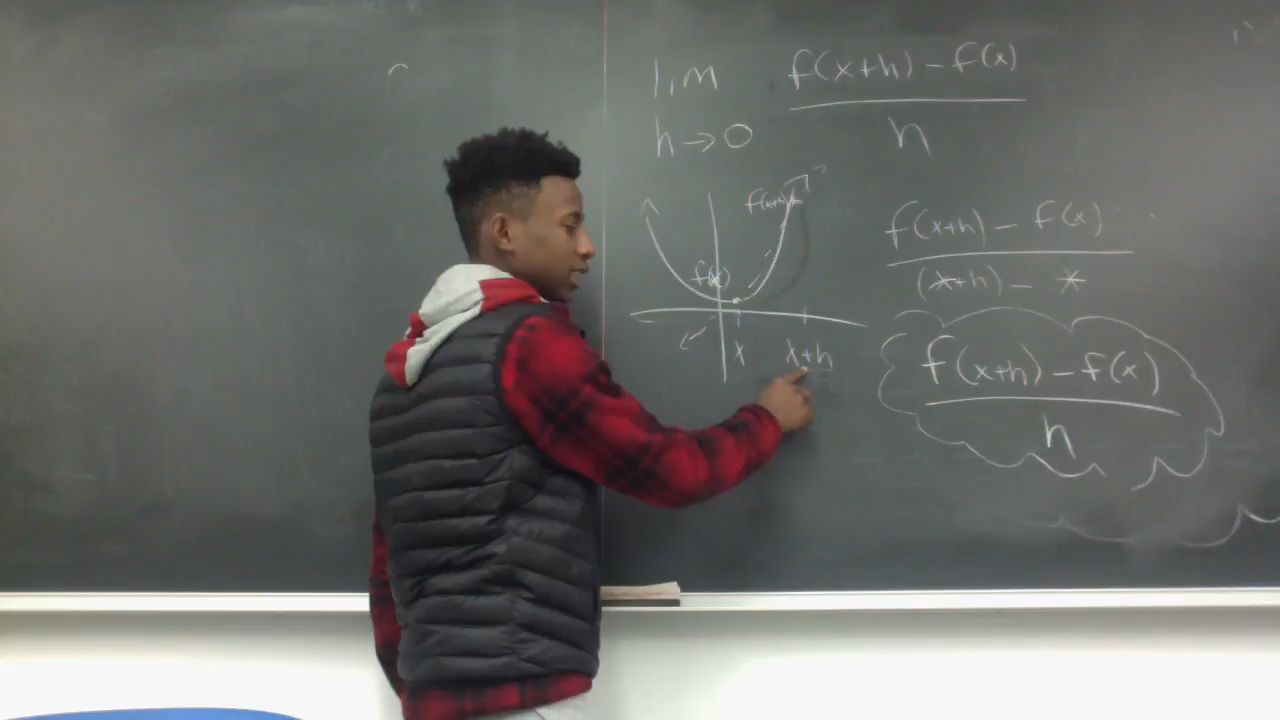 lim f(x+h) - f(x)
h→0 h
f(x+h)
f(x)
x x+h
f(x+h) - f(x)
(x+h) - x
f(x+h) - f(x)
h